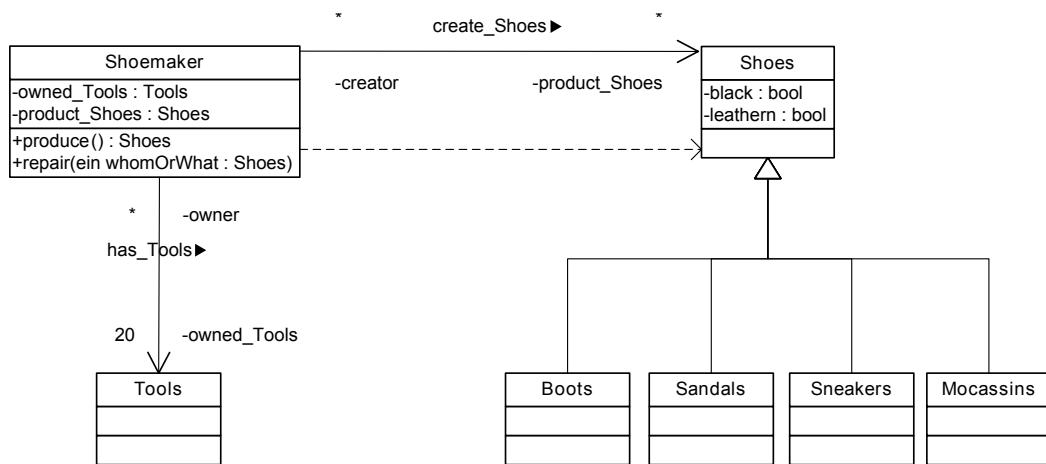 * create_Shoes▶ *
Shoemaker
Shoes
-owned_Tools : Tools
-product_Shoes : Shoes
-creator
-product_Shoes
-black : bool
-leathern : bool
+produce() : Shoes
+repair(ein whomOrWhat : Shoes)
* -owner
has_Tools▶
20 -owned_Tools
Tools
Boots
Sandals
Sneakers
Mocassins